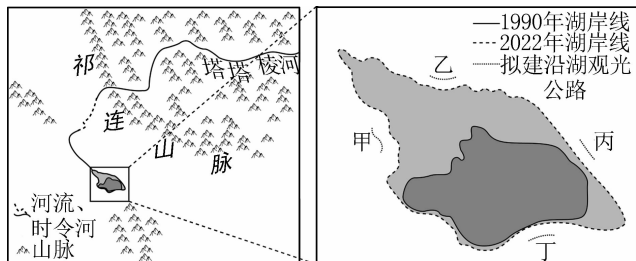 祁
连
山
脉
塔塔棱河
河流、
时令河
山脉
1990年湖岸线
2022年湖岸线
拟建沿湖观光
公路
甲
乙
丙
丁